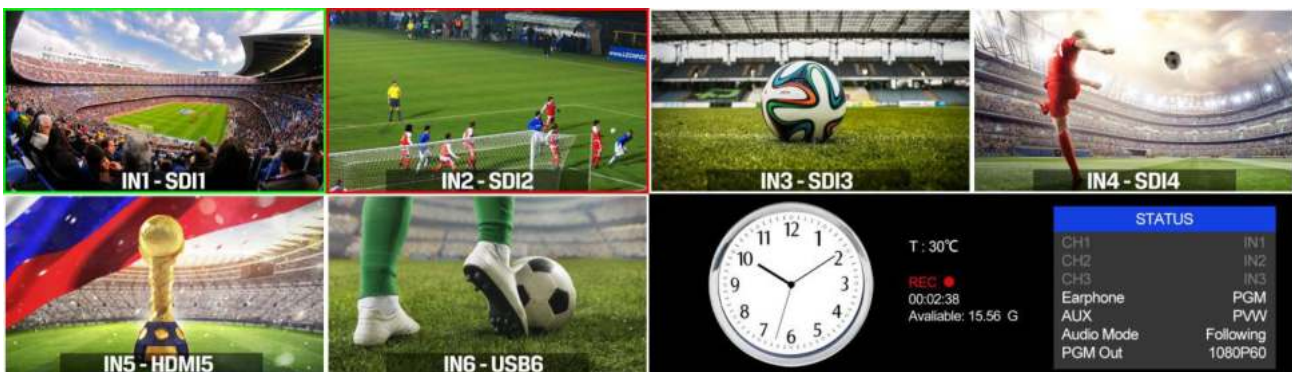 IN1 - SDI1
IN2 - SDI2
IN3 - SDI3
IN4 - SDI4
IN5 - HDMI5
IN6 - USB6
12
11
1
10
2
9
3
8
4
7
5
6
T : 30℃
REC
00:02:38
Avaliable: 15.56 G
STATUS
CH1 IN1
CH2 IN2
CH3 IN3
Earphone PGM
AUX PVW
Audio Mode Following
PGM Out 1080P60